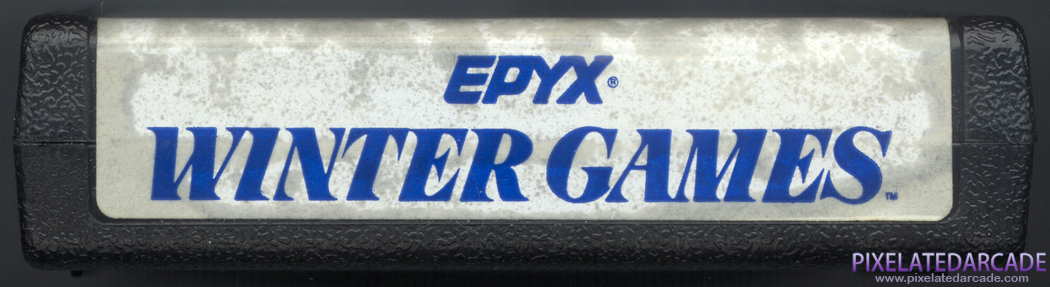 EPYX®
WINTER GAMES™
PIXELATEDARCADE
www.pixelatedarcade.com